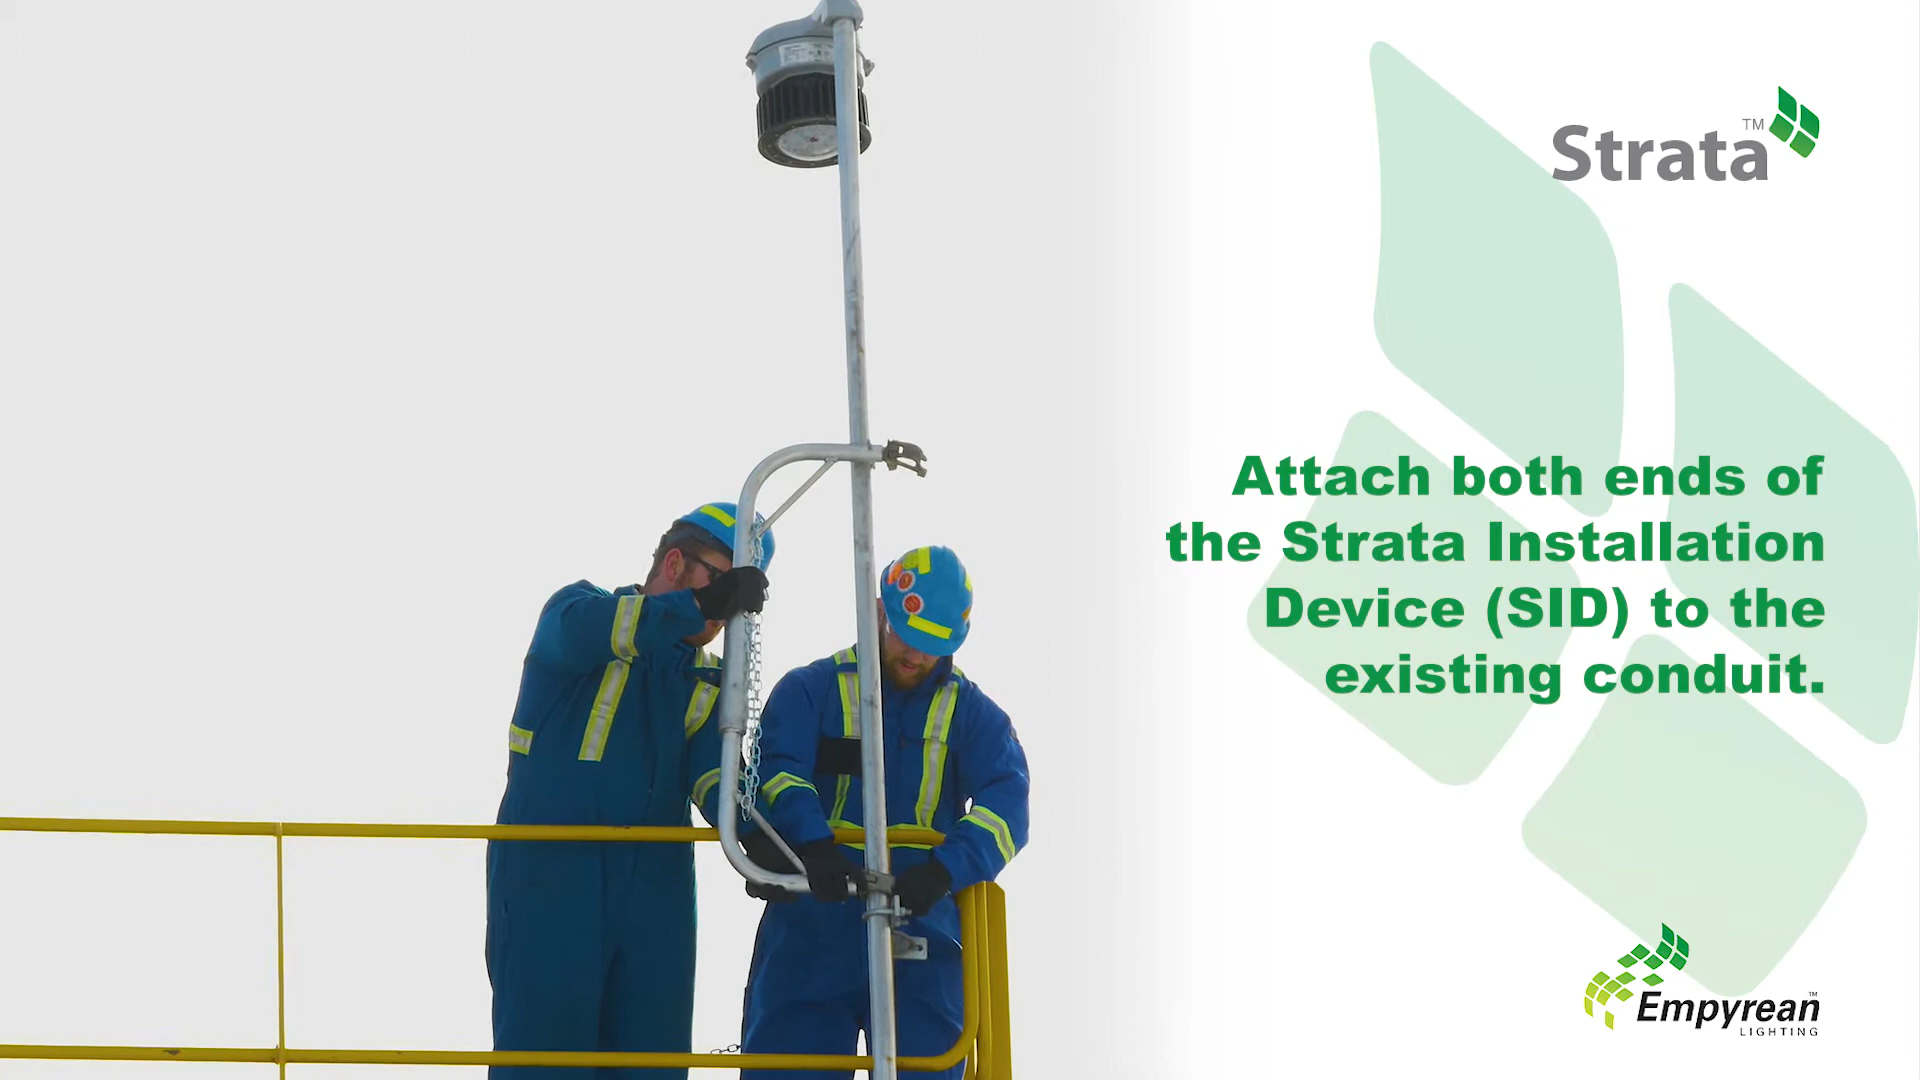 Strata™
Attach both ends of
the Strata Installation
Device (SID) to the
existing conduit.
Empyrean™
LIGHTING